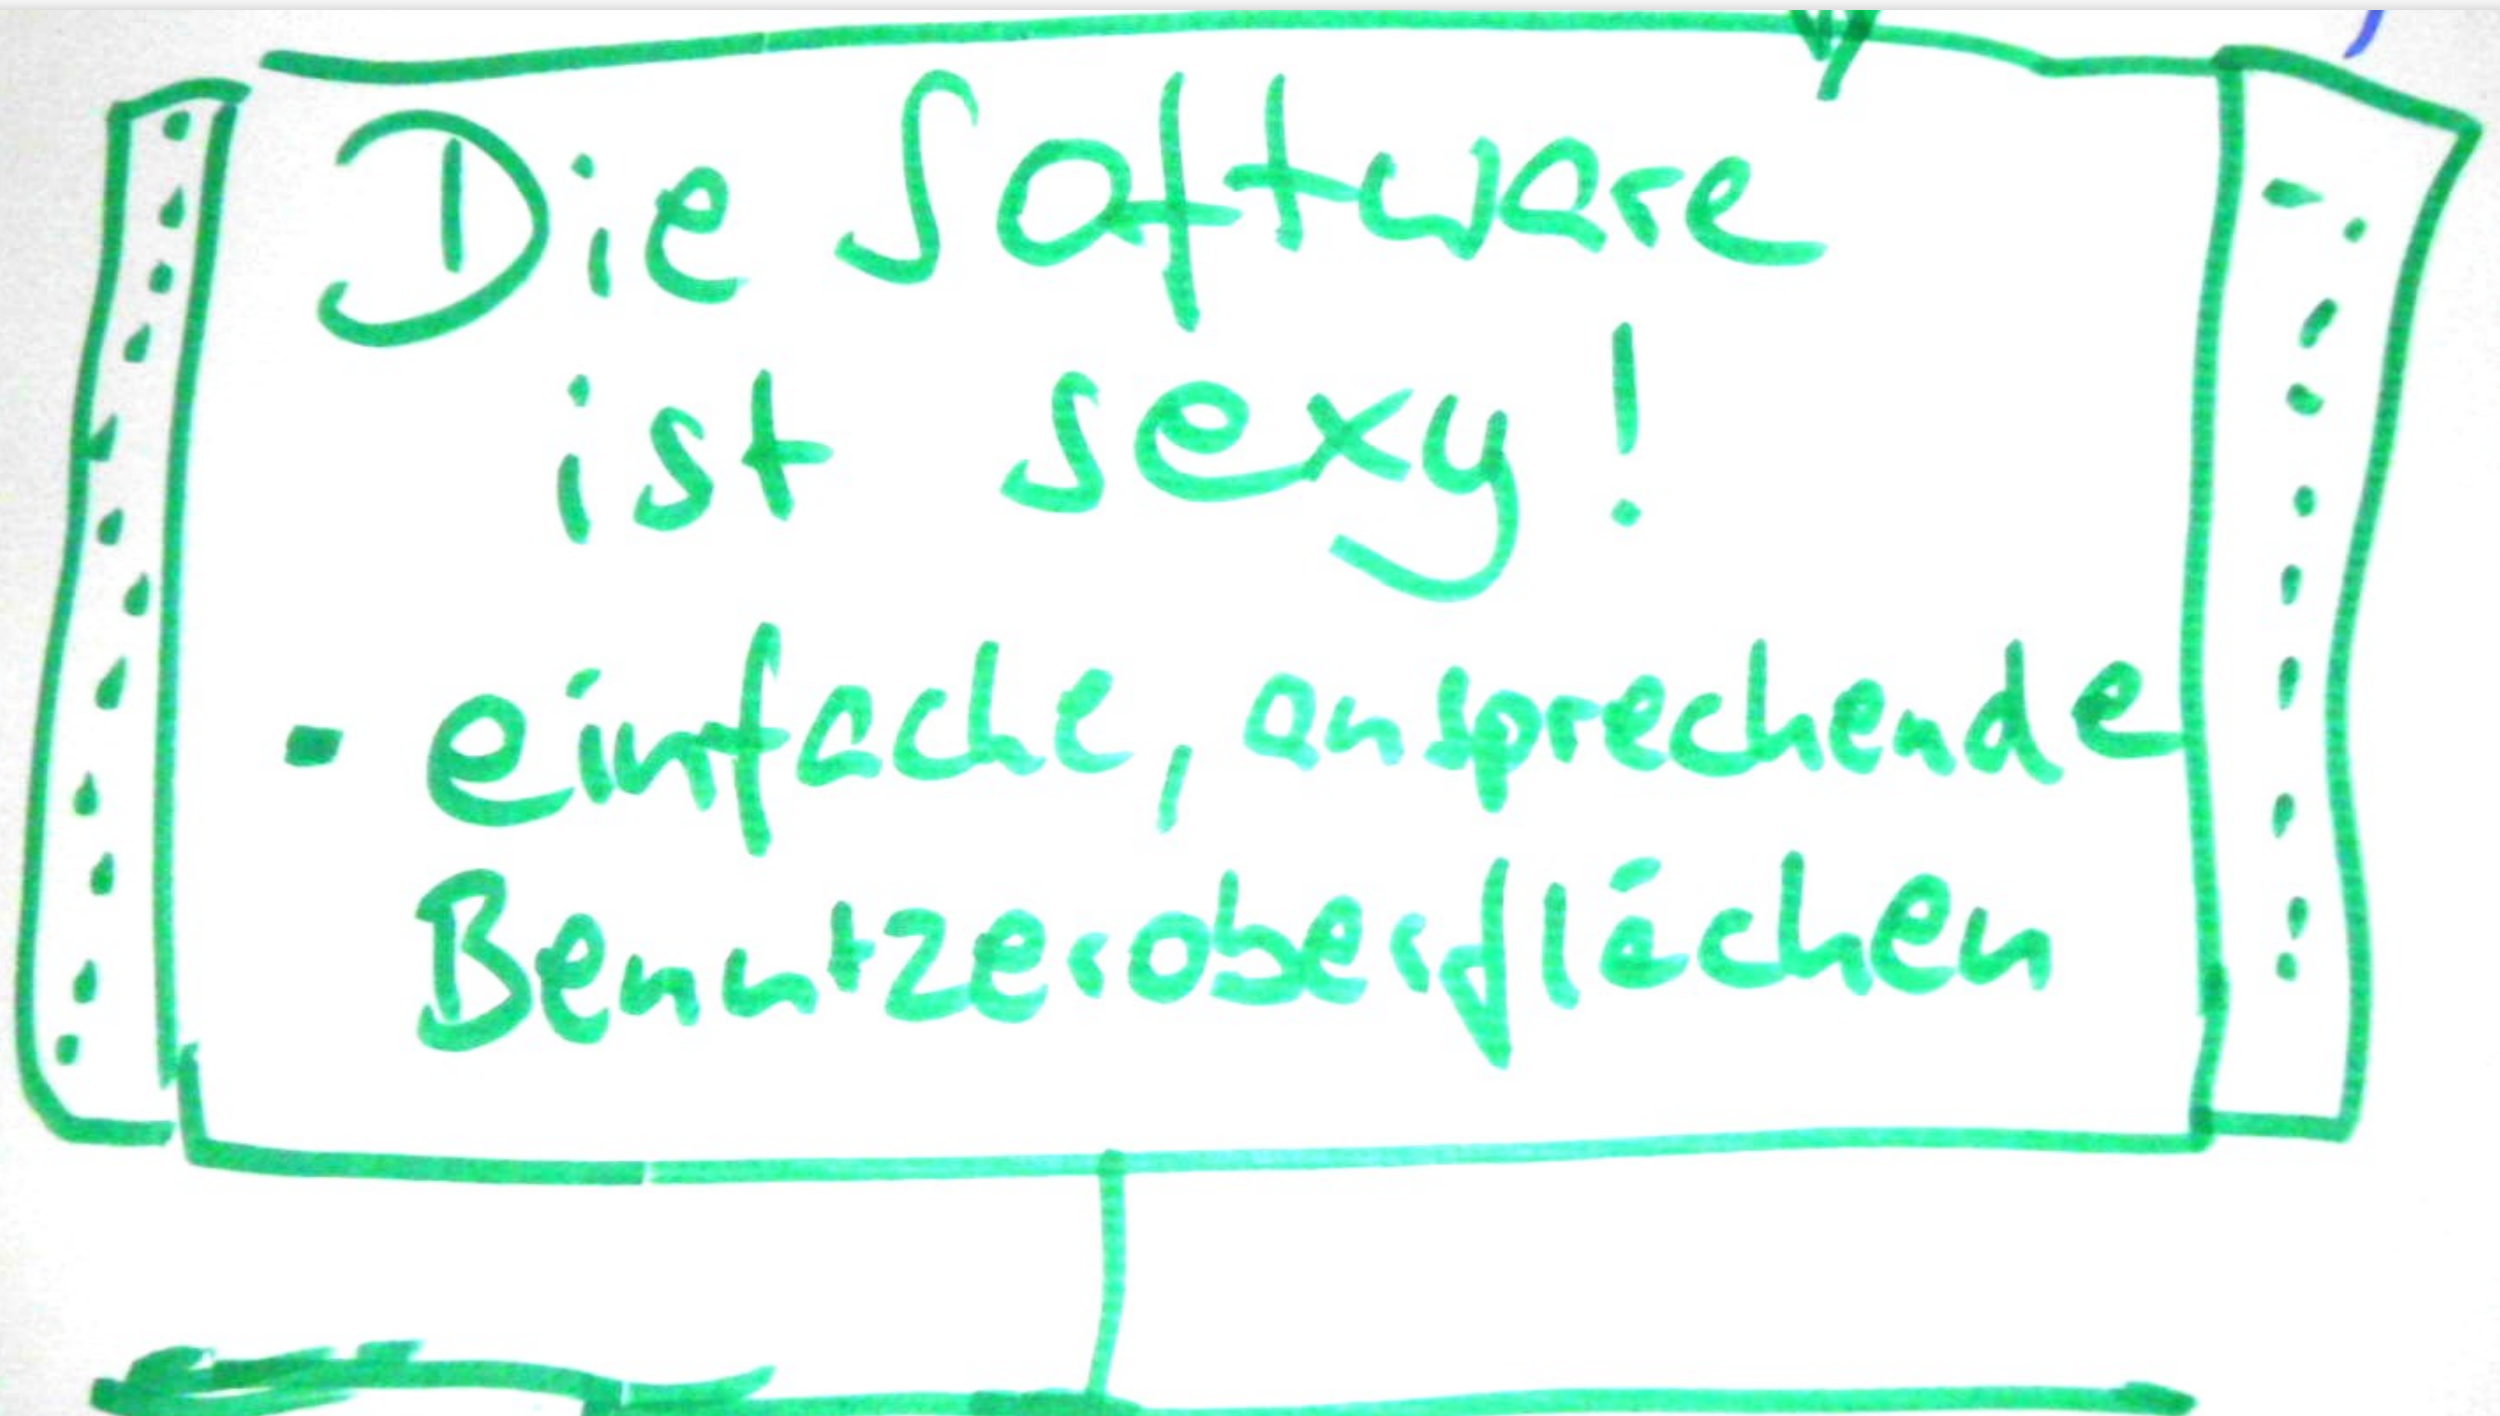 Die Software
ist sexy!
- einfache, ansprechende
Benutzeroberflächen